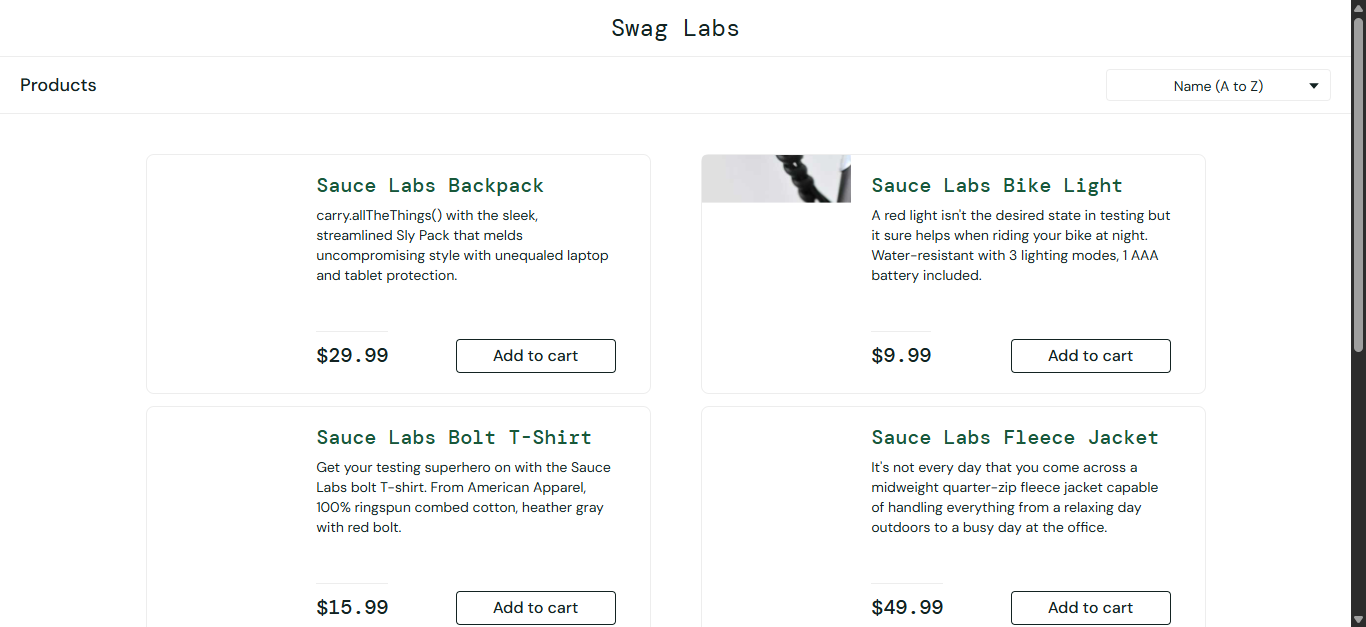 Swag Labs
Products
Name (A to Z)
Sauce Labs Backpack
carry.allTheThings() with the sleek,
streamlined Sly Pack that melds
uncompromising style with unequaled laptop
and tablet protection.
$29.99
Add to cart
Sauce Labs Bike Light
A red light isn't the desired state in testing but
it sure helps when riding your bike at night.
Water-resistant with 3 lighting modes, 1 AAA
battery included.
$9.99
Add to cart
Sauce Labs Bolt T-Shirt
Get your testing superhero on with the Sauce
Labs bolt T-shirt. From American Apparel,
100% ringspun combed cotton, heather gray
with red bolt.
$15.99
Add to cart
Sauce Labs Fleece Jacket
It's not every day that you come across a
midweight quarter-zip fleece jacket capable
of handling everything from a relaxing day
outdoors to a busy day at the office.
$49.99
Add to cart